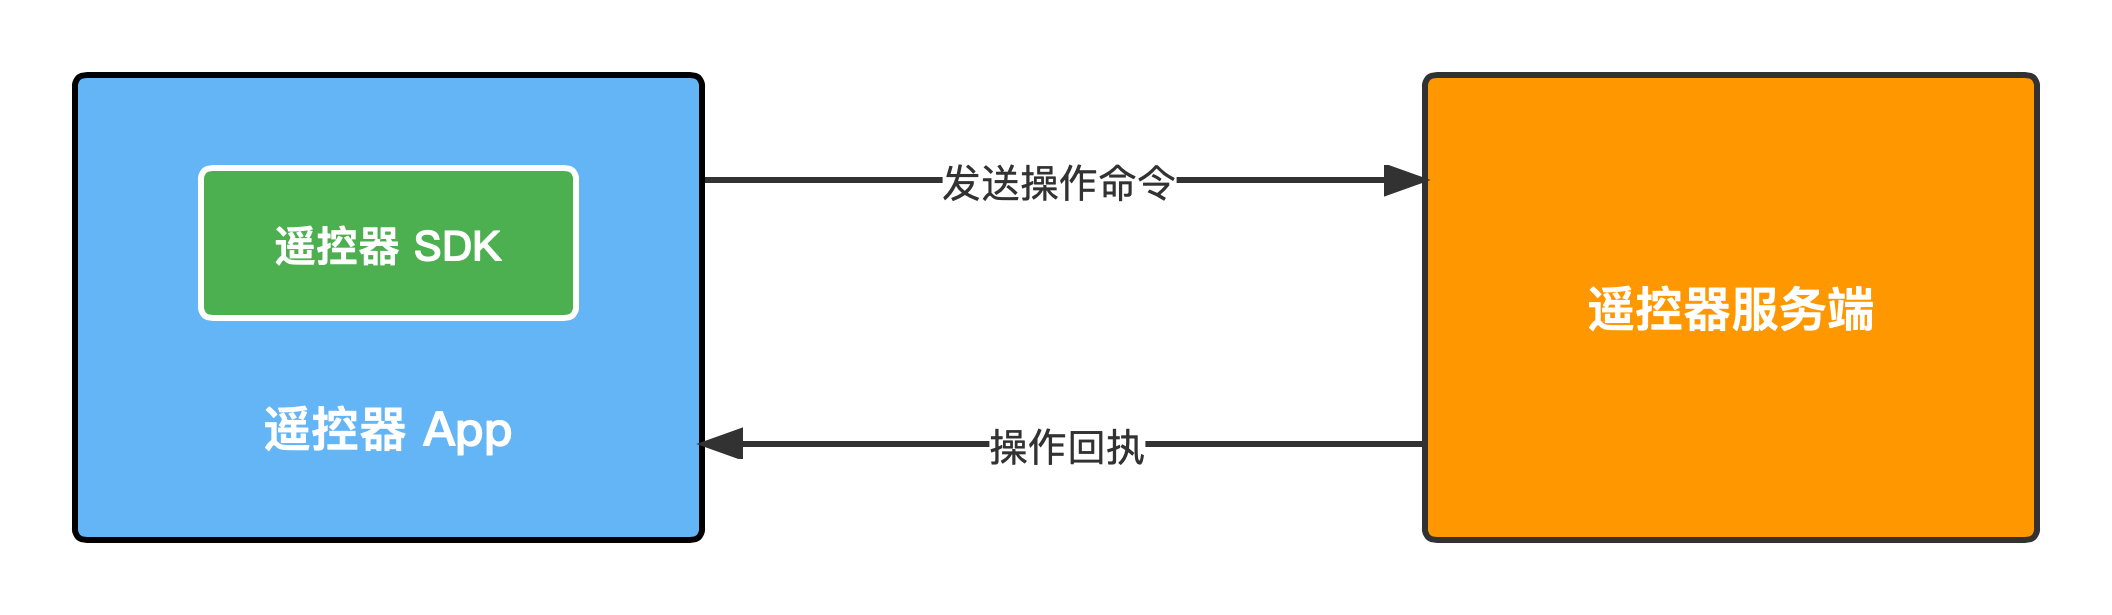 遥控器 SDK
遥控器 App
发送操作命令
操作回执
遥控器服务端